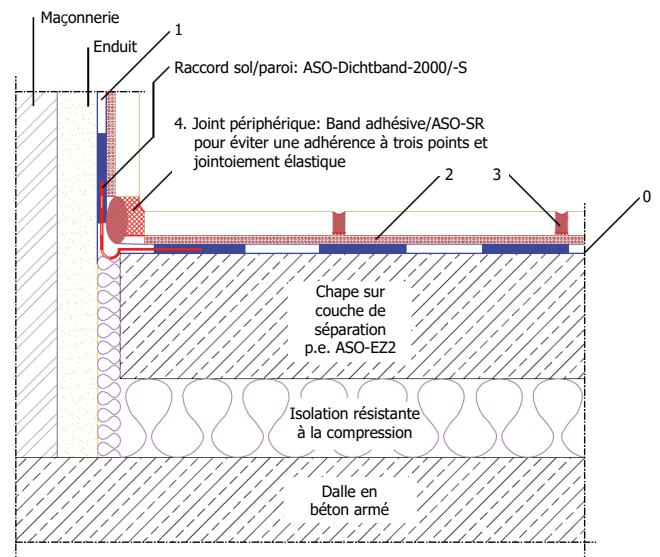 Maçonnerie
1
Enduit
Raccord sol/paroi: ASO-Dichtband-2000/-S
4. Joint périphérique: Band adhésive/ASO-SR
pour éviter une adhérence à trois points et
jointoiement élastique
2
3
0
Chape sur
couche de
séparation
p.e. ASO-EZ2
Isolation résistante
à la compression
Dalle en
béton armé